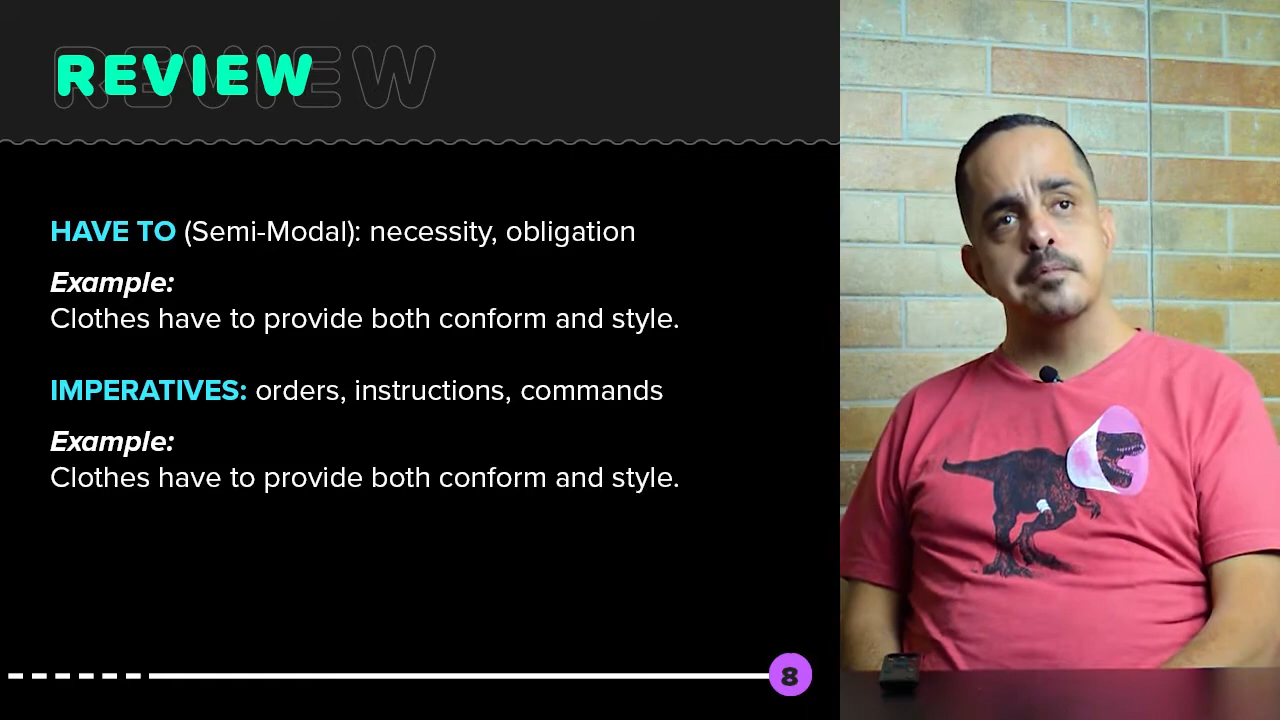 REVIEW
HAVE TO (Semi-Modal): necessity, obligation
Example:
Clothes have to provide both conform and style.
IMPERATIVES: orders, instructions, commands
Example:
Clothes have to provide both conform and style.
8